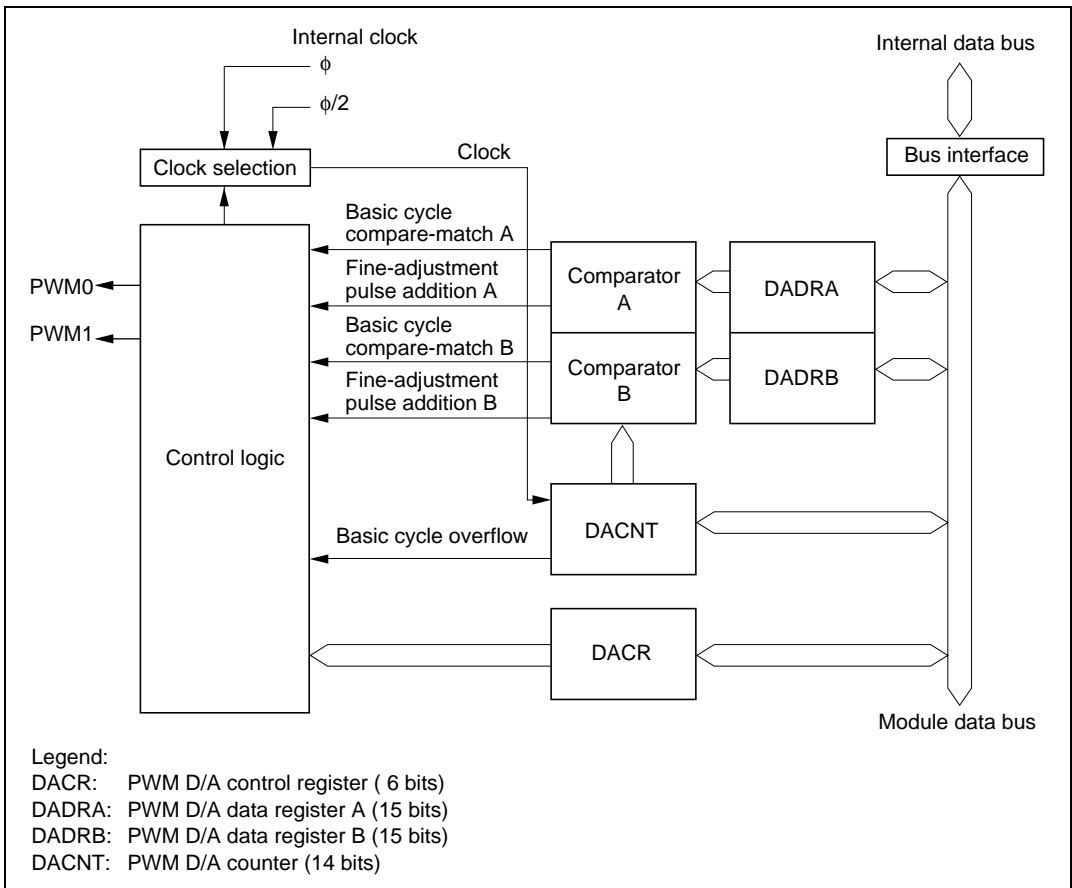 Internal clock
ϕ
ϕ/2
Internal data bus
Clock selection
Clock
Bus interface
Basic cycle
compare-match A
Fine-adjustment
pulse addition A
Basic cycle
compare-match B
Fine-adjustment
pulse addition B
PWM0
PWM1
Comparator
A
DADRA
Comparator
B
DADRB
Control logic
Basic cycle overflow
DACNT
DACR
Module data bus
Legend:
DACR: PWM D/A control register ( 6 bits)
DADRA: PWM D/A data register A (15 bits)
DADRB: PWM D/A data register B (15 bits)
DACNT: PWM D/A counter (14 bits)